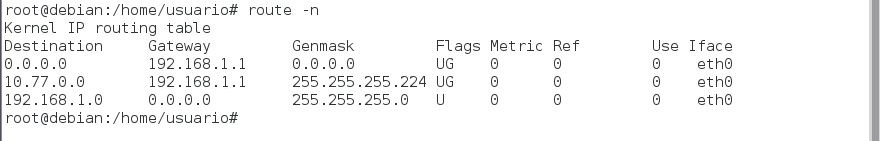 root@debian:/home/usuario# route -n
Kernel IP routing table
Destination     Gateway         Genmask         Flags Metric Ref    Use Iface
0.0.0.0         192.168.1.1     0.0.0.0         UG    0      0        0 eth0
10.77.0.0       192.168.1.1     255.255.255.224 UG    0      0        0 eth0
192.168.1.0     0.0.0.0         255.255.255.0   U     0      0        0 eth0
root@debian:/home/usuario#